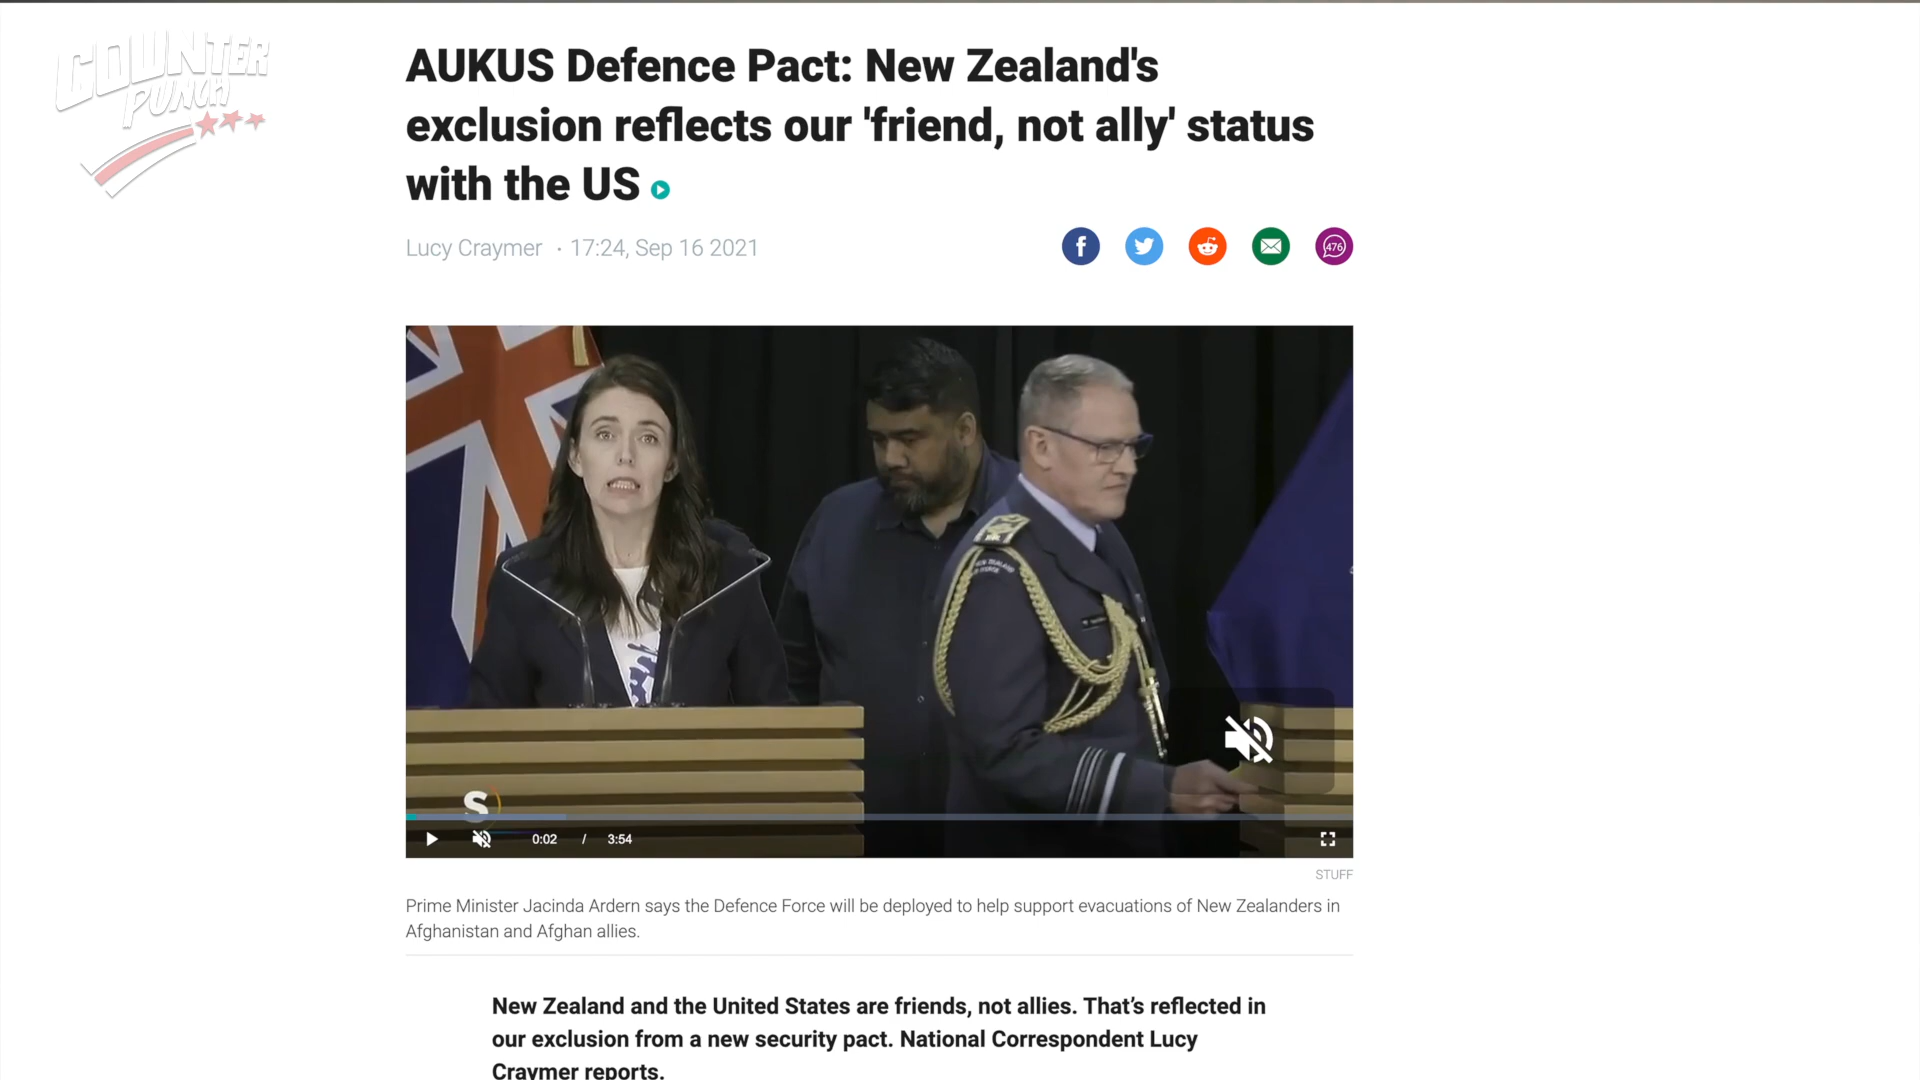 COUNTER
PUNCH
AUKUS Defence Pact: New Zealand's
exclusion reflects our 'friend, not ally' status
with the US
Lucy Craymer • 17:24, Sep 16 2021
476
NEW ZEALAND
S
0:02 / 3:54
STUFF
Prime Minister Jacinda Ardern says the Defence Force will be deployed to help support evacuations of New Zealanders in
Afghanistan and Afghan allies.
New Zealand and the United States are friends, not allies. That’s reflected in
our exclusion from a new security pact. National Correspondent Lucy
Craymer reports.